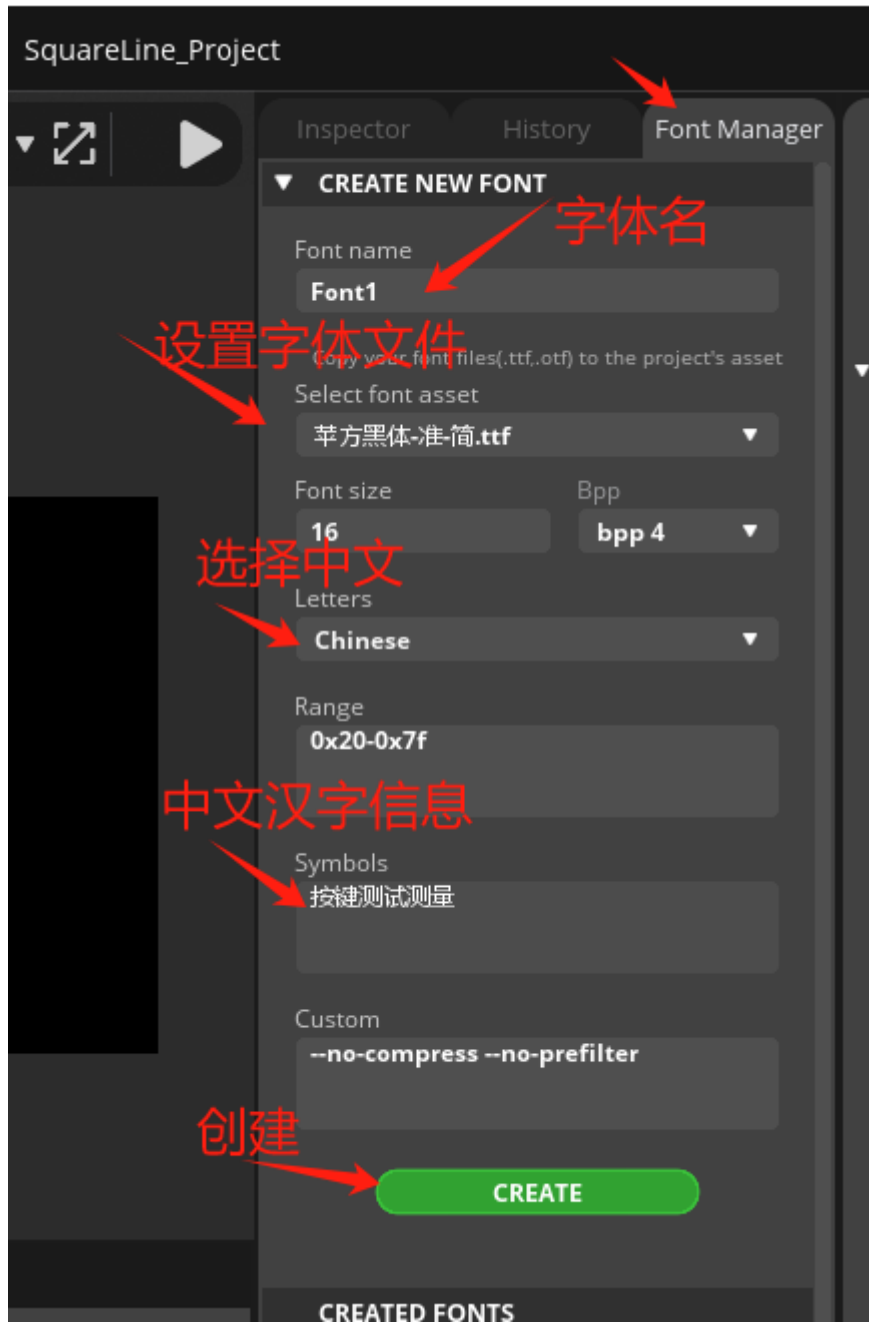 SquareLine_Project
Inspector
History
Font Manager
CREATE NEW FONT
字体名
Font name
Font1
设置字体文件
Copy your font files(.ttf,.otf) to the project's asset
Select font asset
苹方黑体-准-简.ttf
Font size
Bpp
16
bpp 4
选择中文
Letters
Chinese
Range
0x20-0x7f
中文汉字信息
Symbols
按键测试测量
Custom
--no-compress --no-prefilter
创建
CREATE
CREATED FONTS